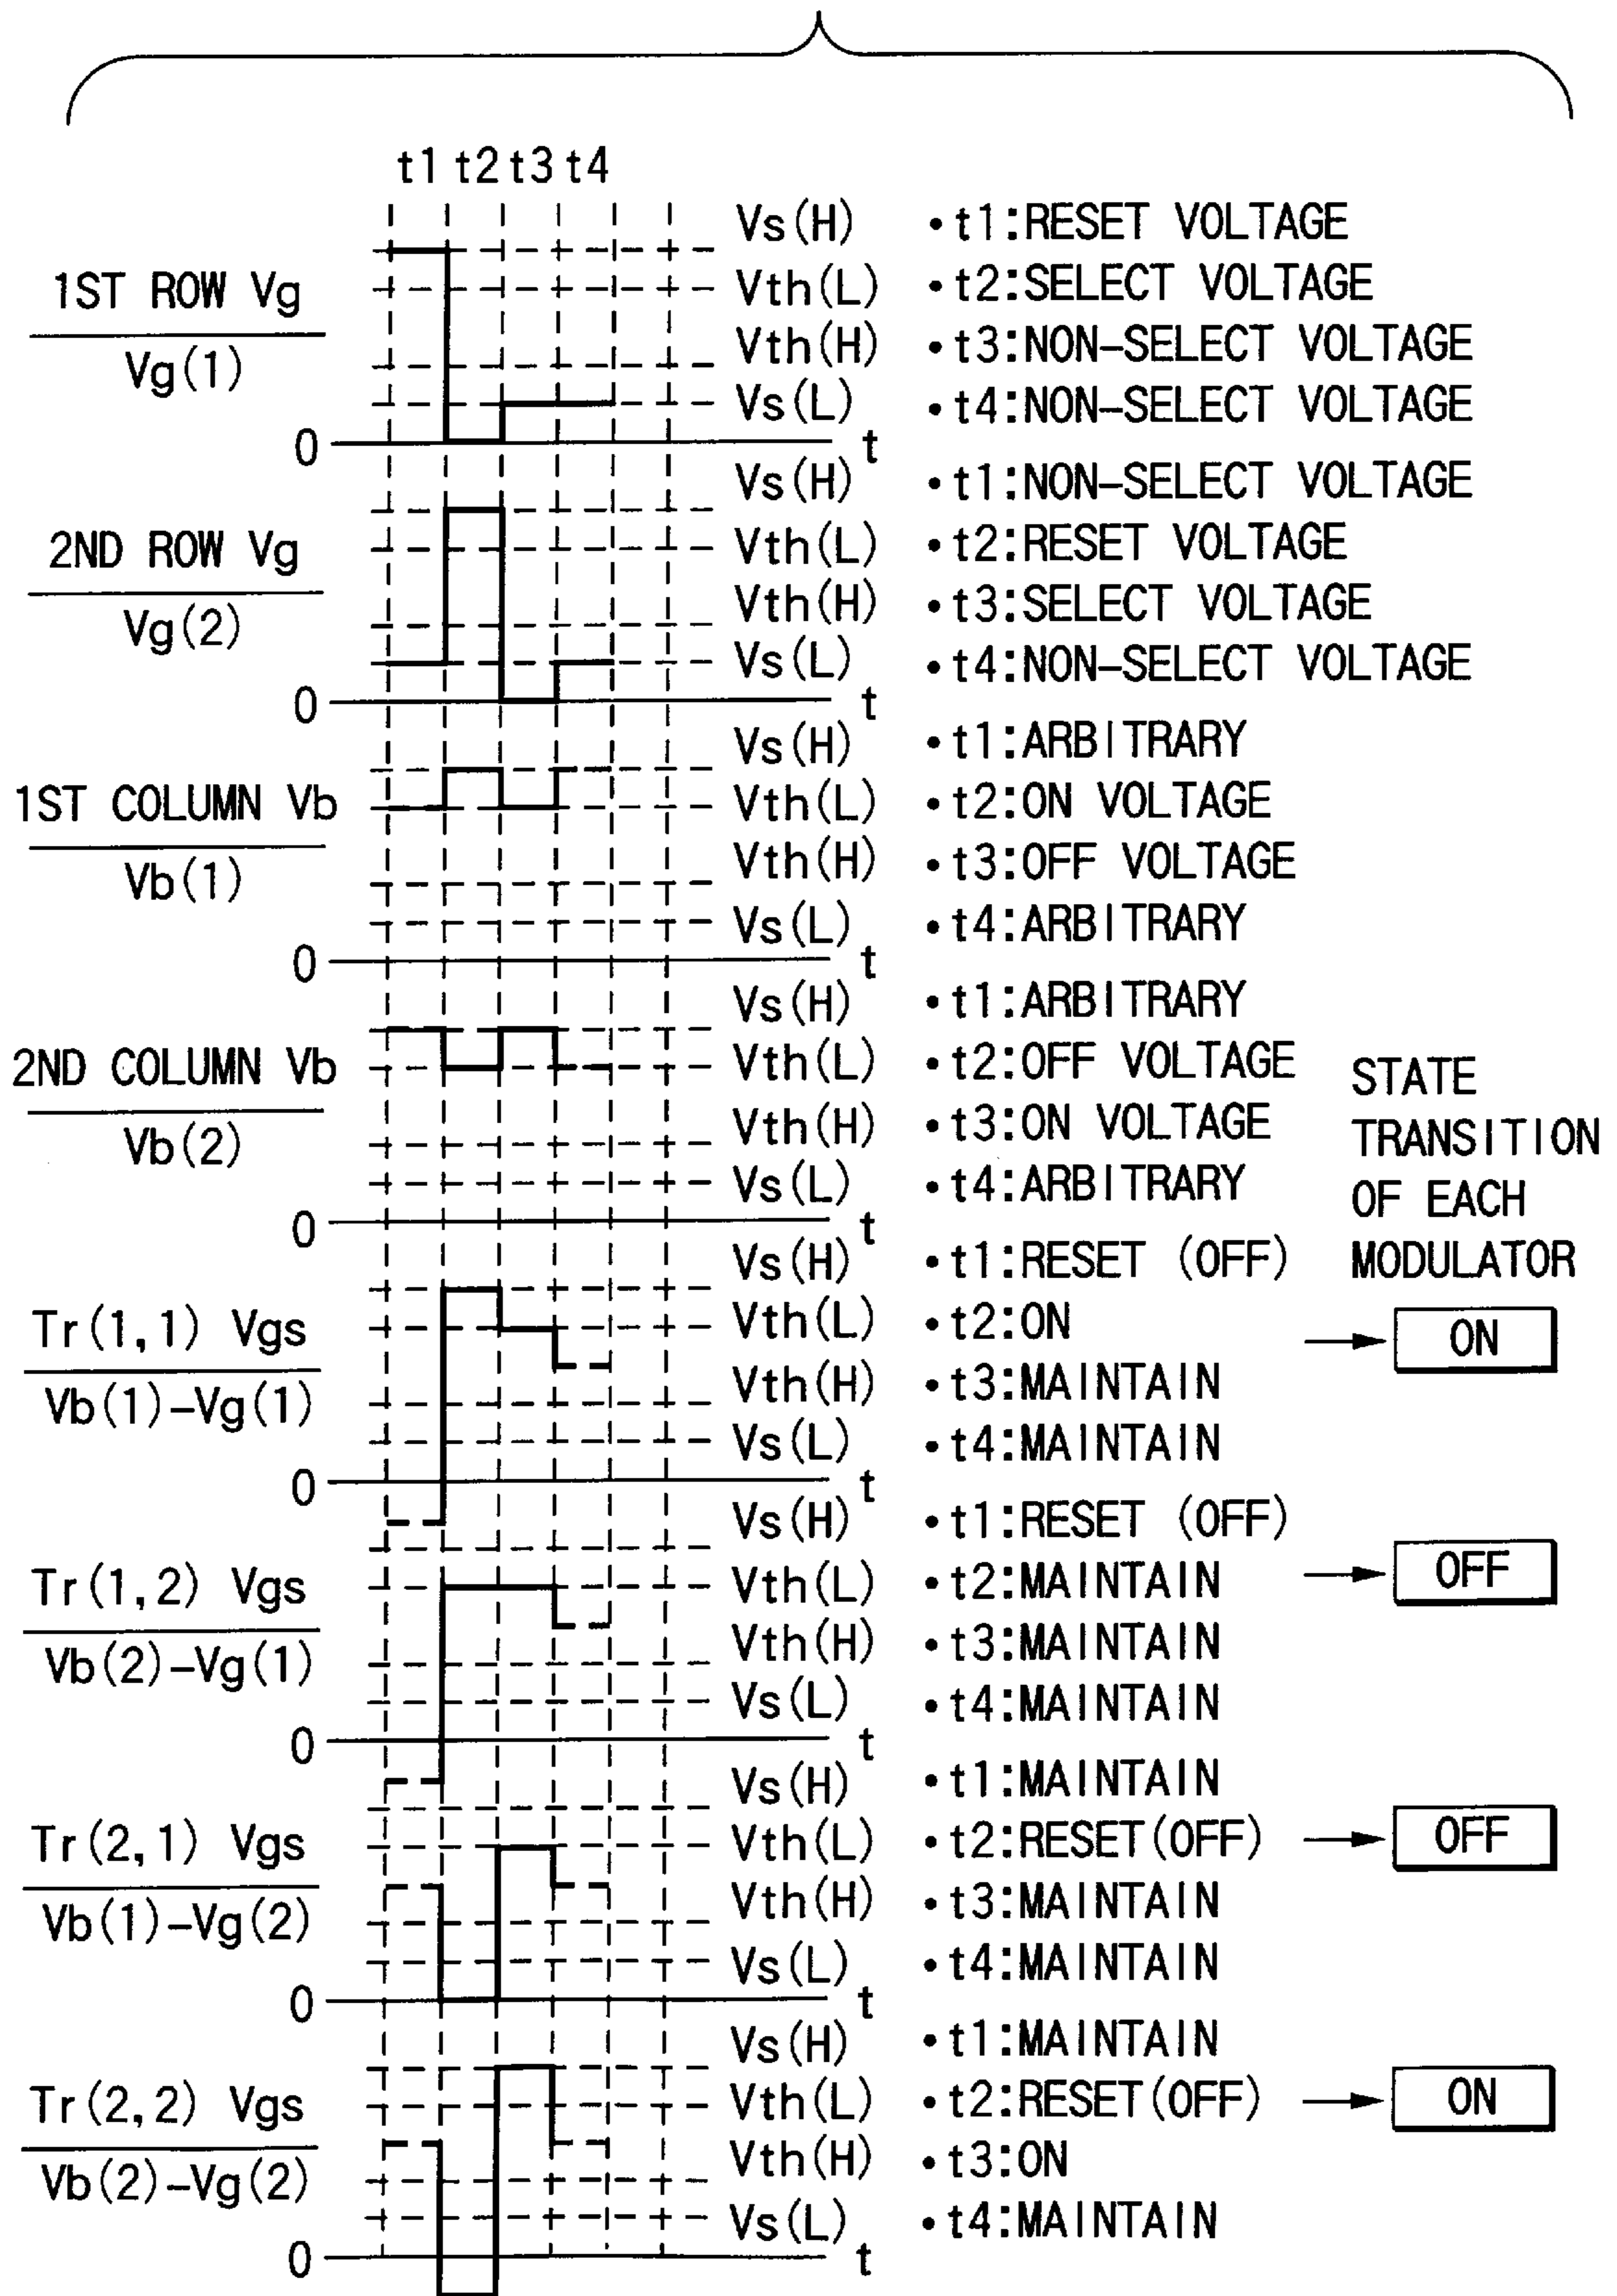 t1 t2 t3 t4
1ST ROW Vg
Vg(1)
Vs(H)
Vth(L)
Vth(H)
Vs(L)
0
t
•t1:RESET VOLTAGE
•t2:SELECT VOLTAGE
•t3:NON-SELECT VOLTAGE
•t4:NON-SELECT VOLTAGE
2ND ROW Vg
Vg(2)
Vs(H)
Vth(L)
Vth(H)
Vs(L)
0
t
•t1:NON-SELECT VOLTAGE
•t2:RESET VOLTAGE
•t3:SELECT VOLTAGE
•t4:NON-SELECT VOLTAGE
1ST COLUMN Vb
Vb(1)
Vs(H)
Vth(L)
Vth(H)
Vs(L)
0
t
•t1:ARBITRARY
•t2:ON VOLTAGE
•t3:OFF VOLTAGE
•t4:ARBITRARY
2ND COLUMN Vb
Vb(2)
Vs(H)
Vth(L)
Vth(H)
Vs(L)
0
t
•t1:ARBITRARY
•t2:OFF VOLTAGE
•t3:ON VOLTAGE
•t4:ARBITRARY
STATE
TRANSITION
OF EACH
MODULATOR
Tr(1,1) Vgs
Vb(1)-Vg(1)
Vs(H)
Vth(L)
Vth(H)
Vs(L)
0
t
•t1:RESET (OFF)
•t2:ON
•t3:MAINTAIN
•t4:MAINTAIN
ON
Tr(1,2) Vgs
Vb(2)-Vg(1)
Vs(H)
Vth(L)
Vth(H)
Vs(L)
0
t
•t1:RESET (OFF)
•t2:MAINTAIN
•t3:MAINTAIN
•t4:MAINTAIN
OFF
Tr(2,1) Vgs
Vb(1)-Vg(2)
Vs(H)
Vth(L)
Vth(H)
Vs(L)
0
t
•t1:MAINTAIN
•t2:RESET(OFF)
•t3:MAINTAIN
•t4:MAINTAIN
OFF
Tr(2,2) Vgs
Vb(2)-Vg(2)
Vs(H)
Vth(L)
Vth(H)
Vs(L)
0
t
•t1:MAINTAIN
•t2:RESET(OFF)
•t3:ON
•t4:MAINTAIN
ON